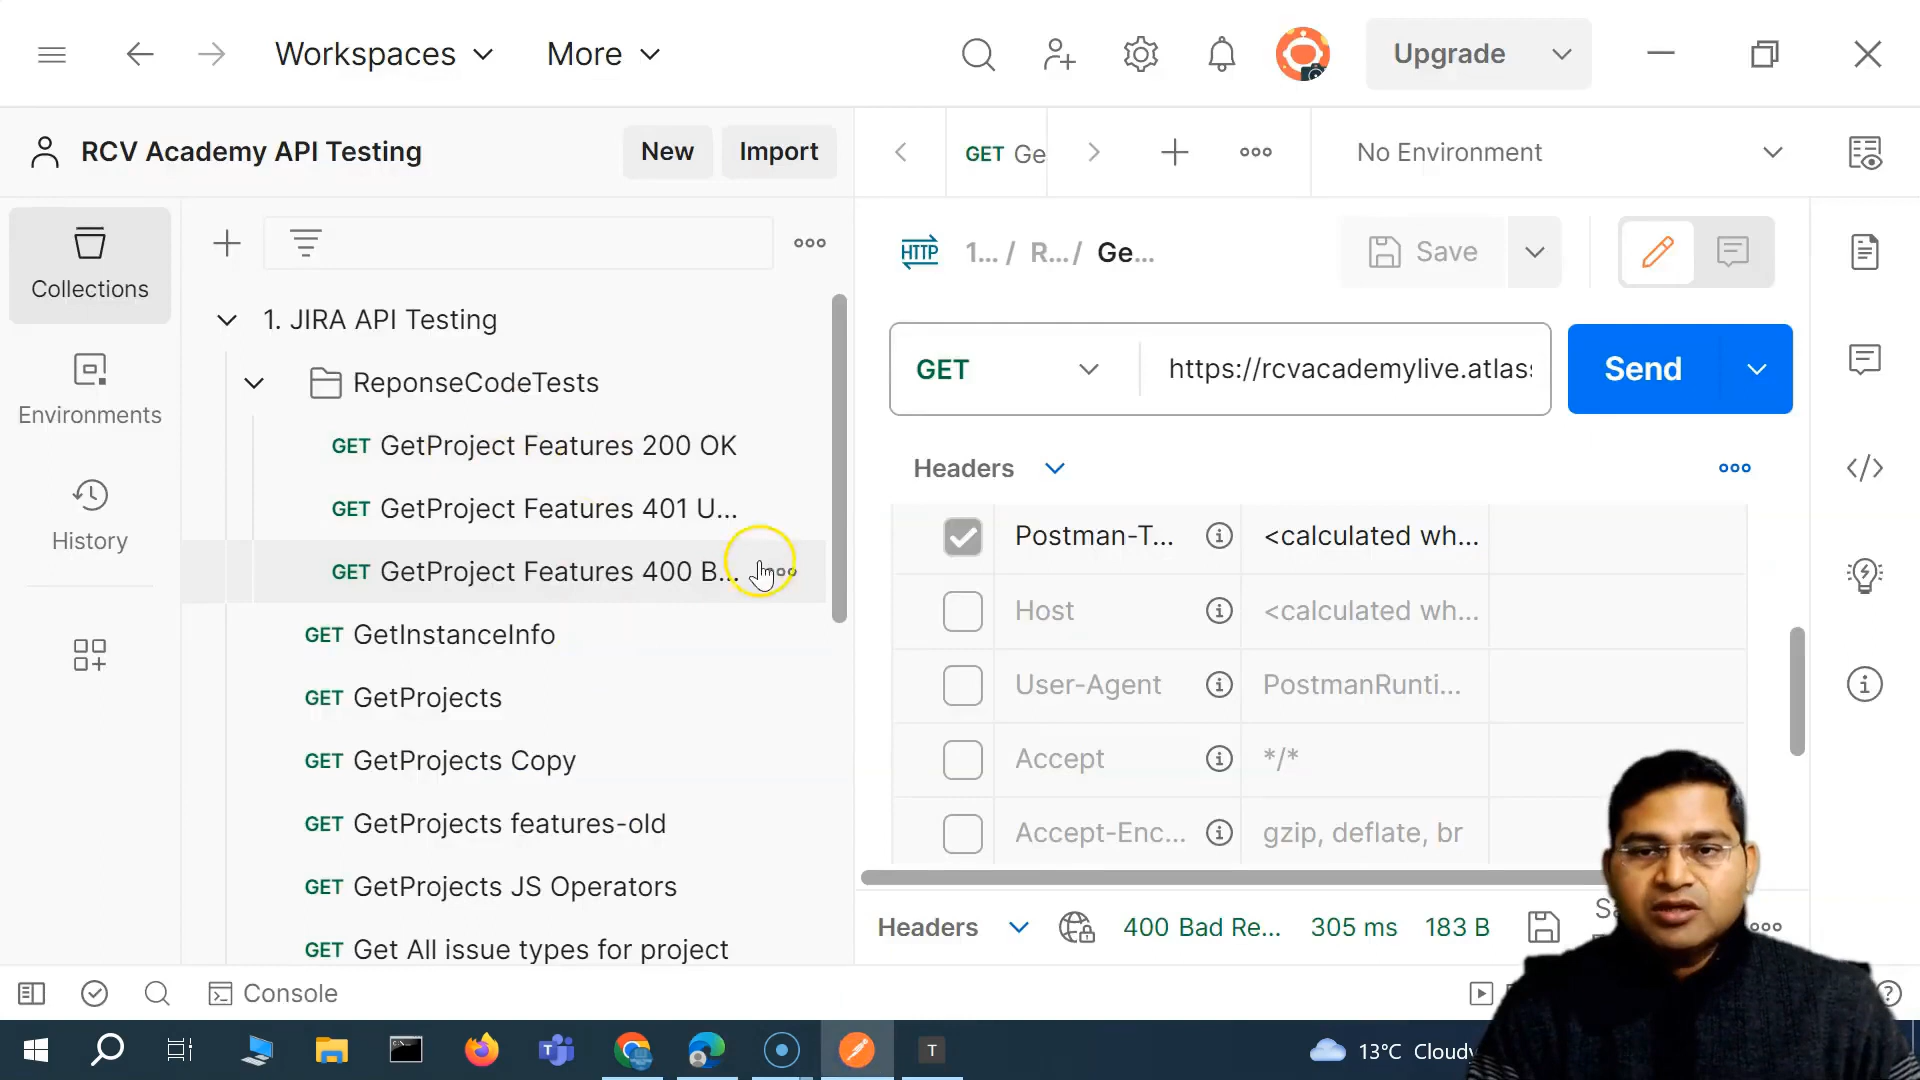 Workspaces
More
Upgrade
RCV Academy API Testing
New
Import
GET Ge
No Environment
Collections
Environments
History
1. JIRA API Testing
ReponseCodeTests
GET GetProject Features 200 OK
GET GetProject Features 401 U...
GET GetProject Features 400 B...
GET GetInstanceInfo
GET GetProjects
GET GetProjects Copy
GET GetProjects features-old
GET GetProjects JS Operators
GET Get All issue types for project
HTTP 1... / R... / Ge...
Save
GET
https://rcvacademylive.atlas
Send
Headers
Postman-T... <calculated wh...
Host <calculated wh...
User-Agent PostmanRunti...
Accept */*
Accept-Enc... gzip, deflate, br
Headers 400 Bad Re... 305 ms 183 B
Console
T
13°C Cloudy